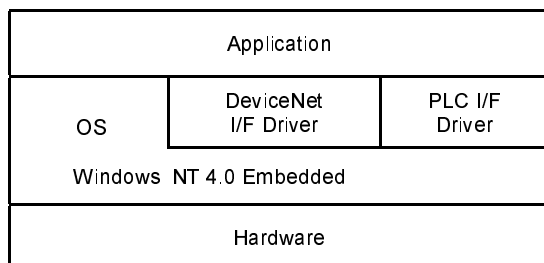 Application
DeviceNet
I/F Driver
PLC I/F
Driver
OS
Windows NT 4.0 Embedded
Hardware